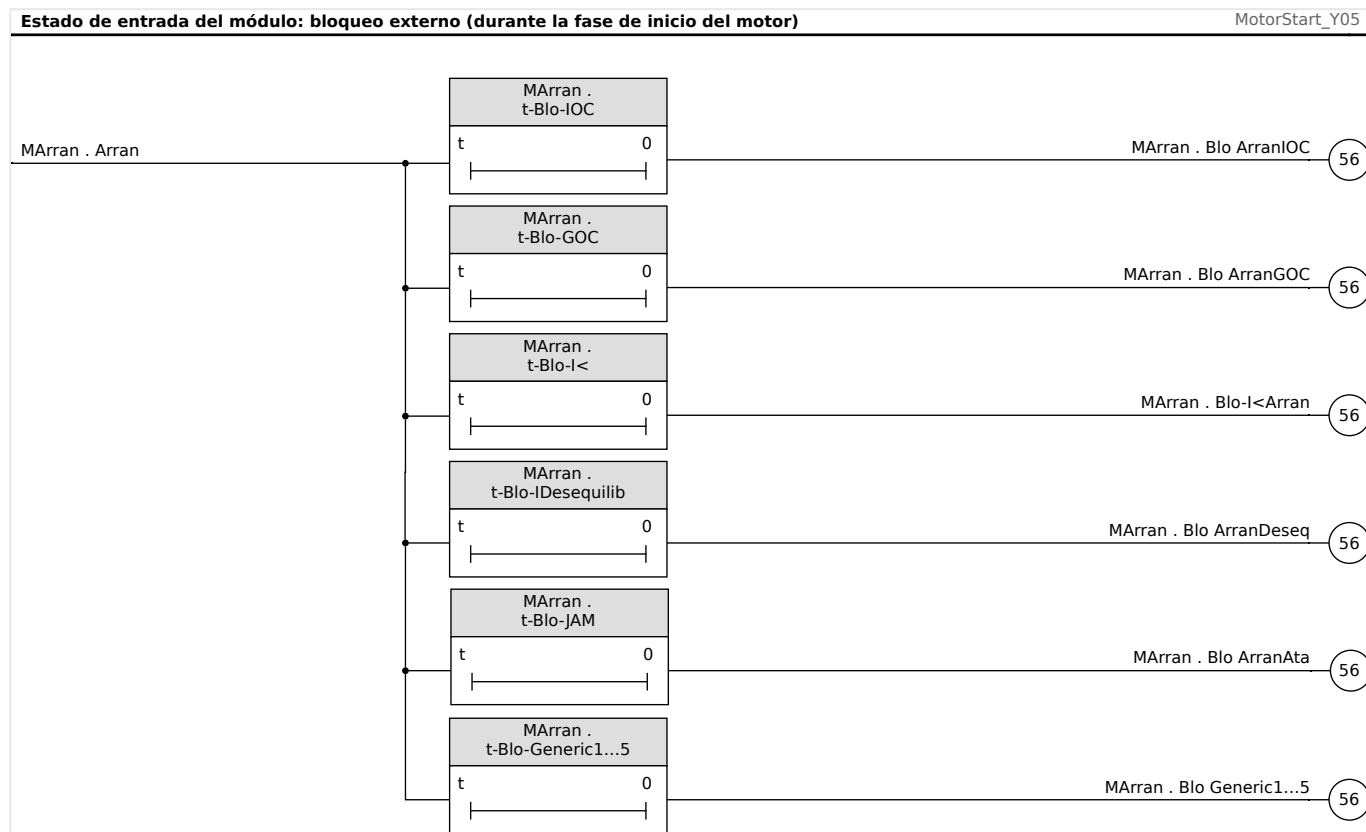 Estado de entrada del módulo: bloqueo externo (durante la fase de inicio del motor)
MotorStart_Y05
MArran . Arran
MArran .
t-Blo-IOC
t 0
MArran . Blo ArranIOC
56
MArran .
t-Blo-GOC
t 0
MArran . Blo ArranGOC
56
MArran .
t-Blo-I<
t 0
MArran . Blo-I<Arran
56
MArran .
t-Blo-IDesequilib
t 0
MArran . Blo ArranDeseq
56
MArran .
t-Blo-JAM
t 0
MArran . Blo ArranAta
56
MArran .
t-Blo-Generic1...5
t 0
MArran . Blo Generic1...5
56